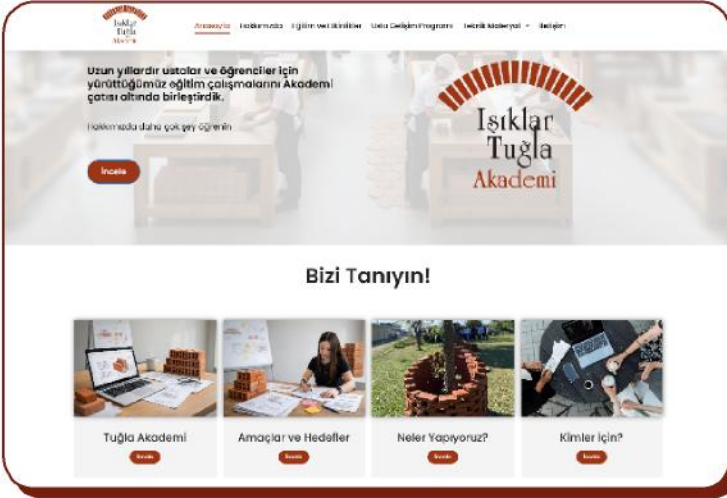 Işıklar
Tuğla
Akademi
Anasayfa Hakkımızda Eğitim ve Etkinlikler Usta Gelişim Programı Teknik Materyal İletişim
Uzun yıllardır ustalar ve öğrenciler için
yürüttüğümüz eğitim çalışmalarını Akademi
çatısı altında birleştirdik.
Hakkımızda daha çok şey öğrenin
İncele
Işıklar
Tuğla
Akademi
Bizi Tanıyın!
Tuğla Akademi
Amaçlar ve Hedefler
Neler Yapıyoruz?
Kimler İçin?
İncele
İncele
İncele
İncele